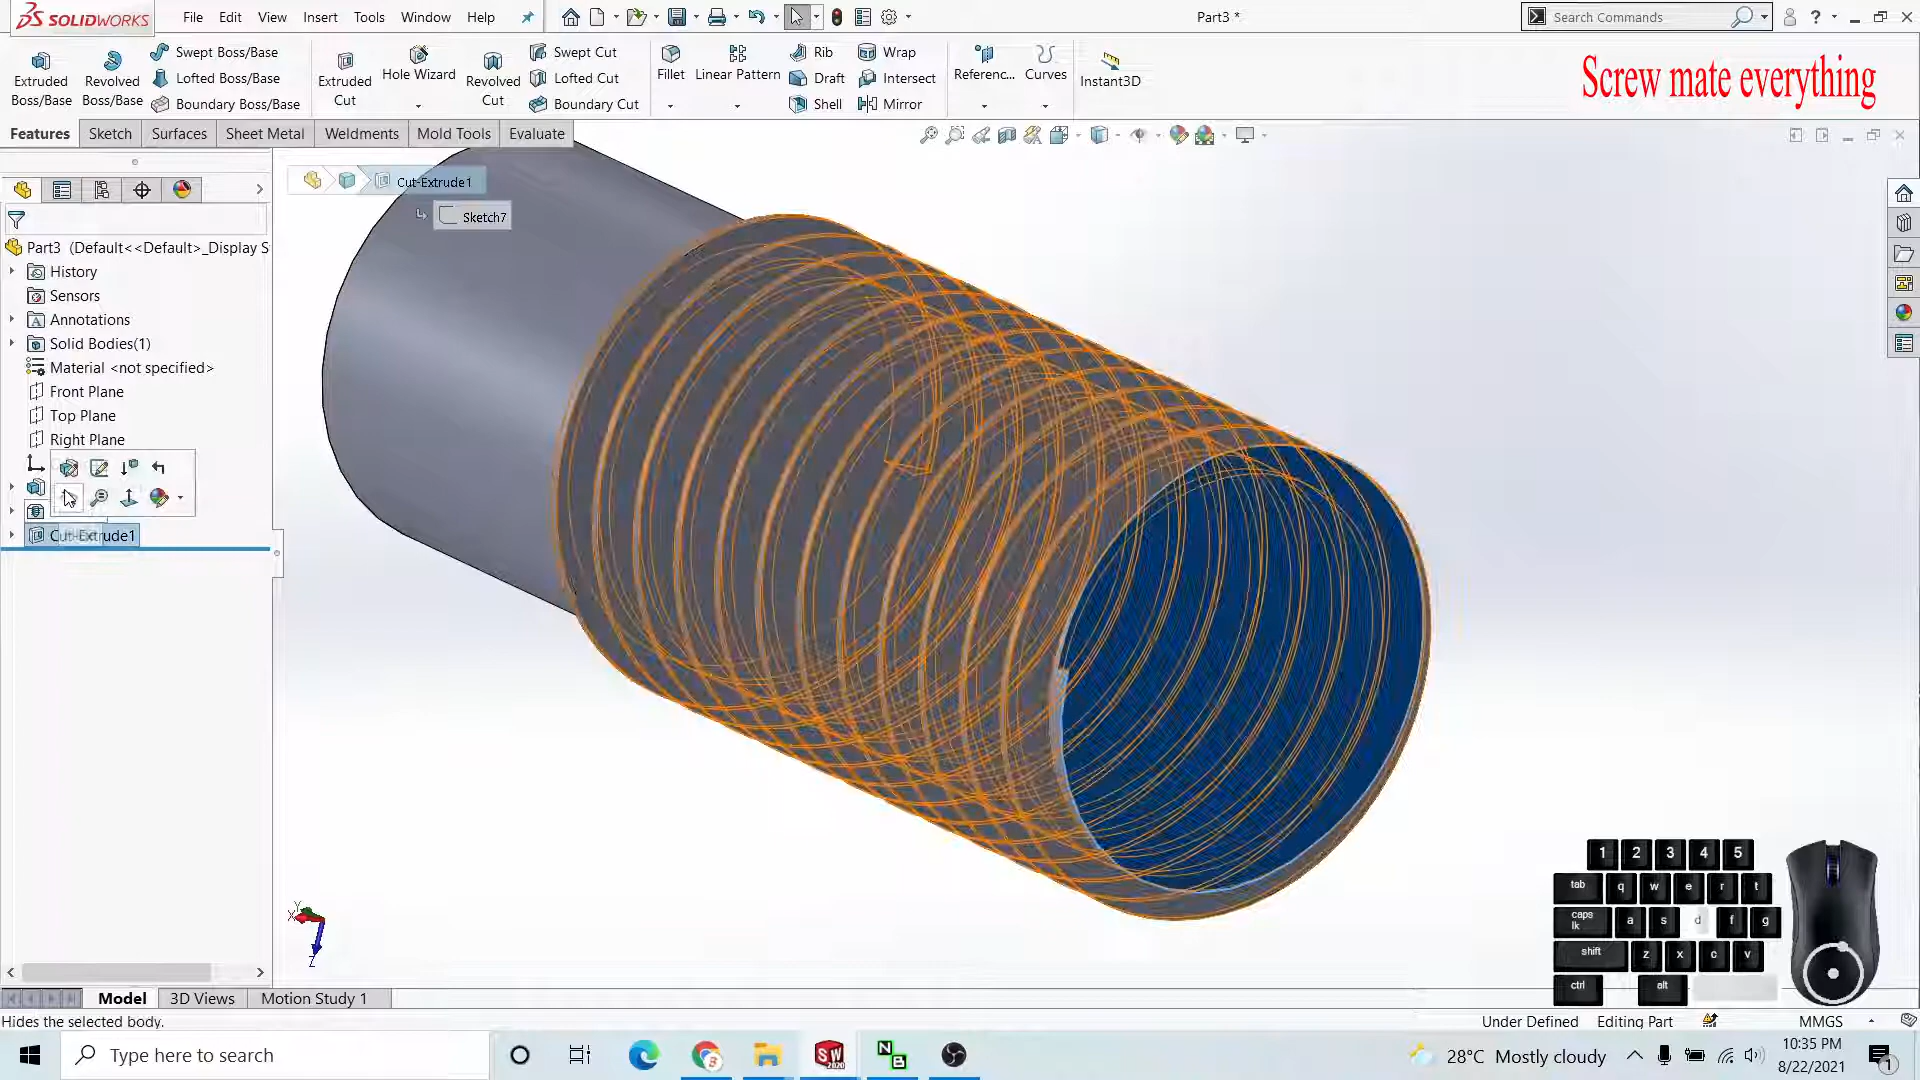 SOLIDWORKS
File Edit View Insert Tools Window Help
Part3 *
Search Commands
Screw mate everything
Extruded Boss/Base
Revolved Boss/Base
Swept Boss/Base
Lofted Boss/Base
Boundary Boss/Base
Extruded Cut
Hole Wizard
Revolved Cut
Swept Cut
Lofted Cut
Boundary Cut
Fillet
Linear Pattern
Rib
Draft
Shell
Wrap
Intersect
Mirror
Referenc...
Curves
Instant3D
Features Sketch Surfaces Sheet Metal Weldments Mold Tools Evaluate
Cut-Extrude1
Sketch7
Part3 (Default<<Default>_Display S
History
Sensors
Annotations
Solid Bodies(1)
Material <not specified>
Front Plane
Top Plane
Right Plane
Cut-Extrude1
X Y Z
1 2 3 4 5
tab q w e r t
caps lk a s d f g
shift z x c v
ctrl alt
Model 3D Views Motion Study 1
Hides the selected body.
Under Defined Editing Part MMGS
Type here to search
SW 2020
N B
28°C Mostly cloudy
10:35 PM
8/22/2021
1